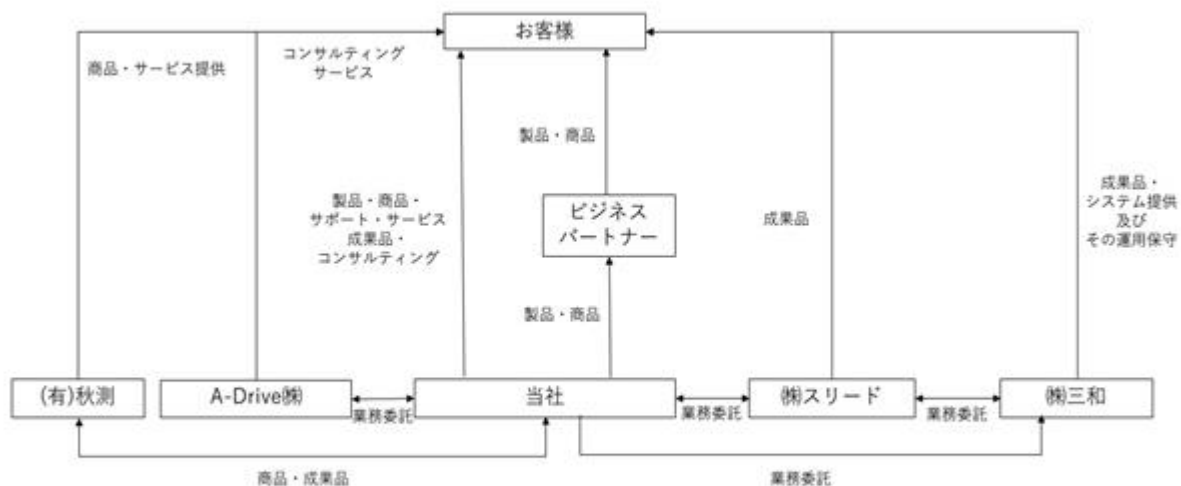 お客様
商品・サービス提供
コンサルティング
サービス
製品・商品
製品・商品・
サポート・サービス
成果品・
コンサルティング
ビジネス
パートナー
成果品
成果品・
システム提供
及び
その運用保守
製品・商品
(有)秋測
A-Drive㈱
業務委託
当社
業務委託
㈱スリード
業務委託
㈱三和
商品・成果品
業務委託